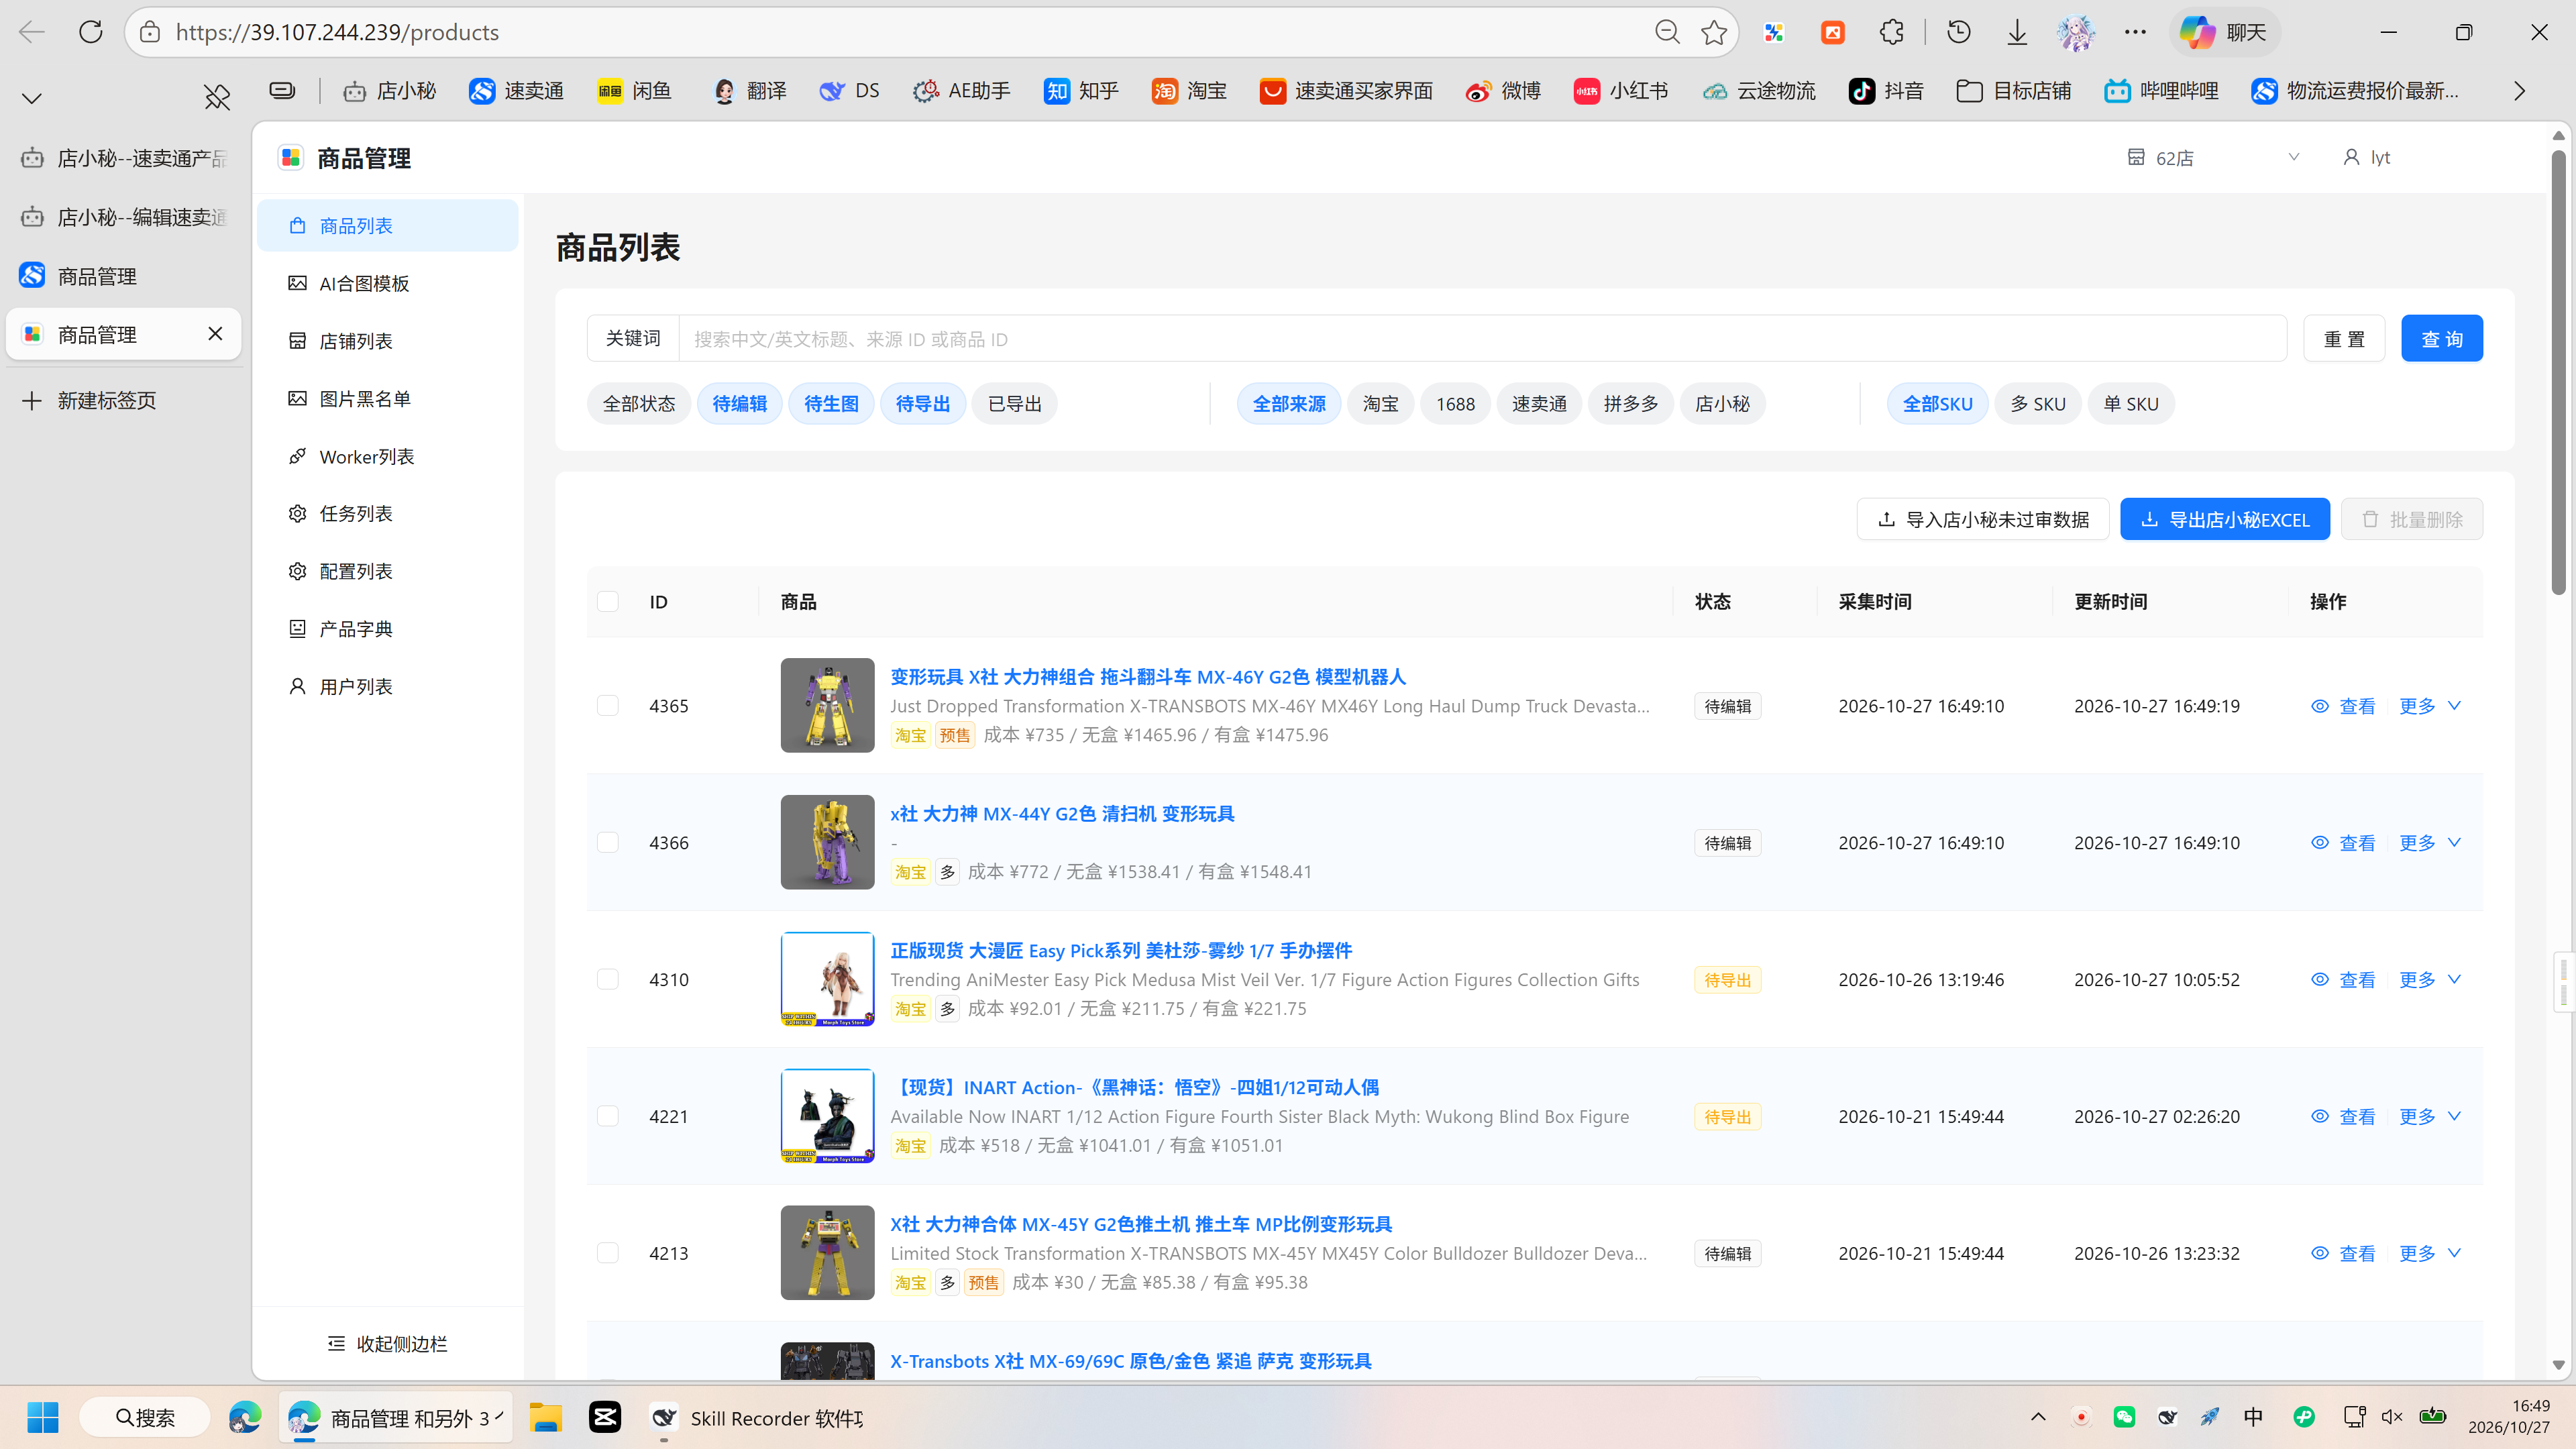 https://39.107.244.239/products
聊天
店小秘
速卖通
闲鱼
翻译
DS
AE助手
知乎
淘宝
速卖通买家界面
微博
小红书
云途物流
抖音
目标店铺
哔哩哔哩
物流运费报价最新...
店小秘--速卖通产品
店小秘--编辑速卖通
商品管理
商品管理
新建标签页
商品管理
62店
lyt
商品列表
AI合图模板
店铺列表
图片黑名单
Worker列表
任务列表
配置列表
产品字典
用户列表
收起侧边栏
商品列表
关键词
搜索中文/英文标题、来源 ID 或商品 ID
重 置
查 询
全部状态 待编辑 待生图 待导出 已导出
全部来源 淘宝 1688 速卖通 拼多多 店小秘
全部SKU 多 SKU 单 SKU
导入店小秘未过审数据
导出店小秘EXCEL
批量删除
ID 商品 状态 采集时间 更新时间 操作
变形玩具 X社 大力神组合 拖斗翻斗车 MX-46Y G2色 模型机器人
4365 Just Dropped Transformation X-TRANSBOTS MX-46Y MX46Y Long Haul Dump Truck Devasta... 待编辑 2026-10-27 16:49:10 2026-10-27 16:49:19 查看 更多
淘宝 预售 成本 ¥735 / 无盒 ¥1465.96 / 有盒 ¥1475.96
x社 大力神 MX-44Y G2色 清扫机 变形玩具
4366 - 待编辑 2026-10-27 16:49:10 2026-10-27 16:49:10 查看 更多
淘宝 多 成本 ¥772 / 无盒 ¥1538.41 / 有盒 ¥1548.41
正版现货 大漫匠 Easy Pick系列 美杜莎-雾纱 1/7 手办摆件
4310 Trending AniMester Easy Pick Medusa Mist Veil Ver. 1/7 Figure Action Figures Collection Gifts 待导出 2026-10-26 13:19:46 2026-10-27 10:05:52 查看 更多
淘宝 多 成本 ¥92.01 / 无盒 ¥211.75 / 有盒 ¥221.75
Morph Toys Store
【现货】INART Action-《黑神话：悟空》-四姐1/12可动人偶
4221 Available Now INART 1/12 Action Figure Fourth Sister Black Myth: Wukong Blind Box Figure 待导出 2026-10-21 15:49:44 2026-10-27 02:26:20 查看 更多
淘宝 成本 ¥518 / 无盒 ¥1041.01 / 有盒 ¥1051.01
Morph Toys Store
X社 大力神合体 MX-45Y G2色推土机 推土车 MP比例变形玩具
4213 Limited Stock Transformation X-TRANSBOTS MX-45Y MX45Y Color Bulldozer Bulldozer Deva... 待编辑 2026-10-21 15:49:44 2026-10-26 13:23:32 查看 更多
淘宝 多 预售 成本 ¥30 / 无盒 ¥85.38 / 有盒 ¥95.38
X-Transbots X社 MX-69/69C 原色/金色 紧追 萨克 变形玩具
搜索
商品管理 和另外 3
Skill Recorder 软件
中
16:49
2026/10/27